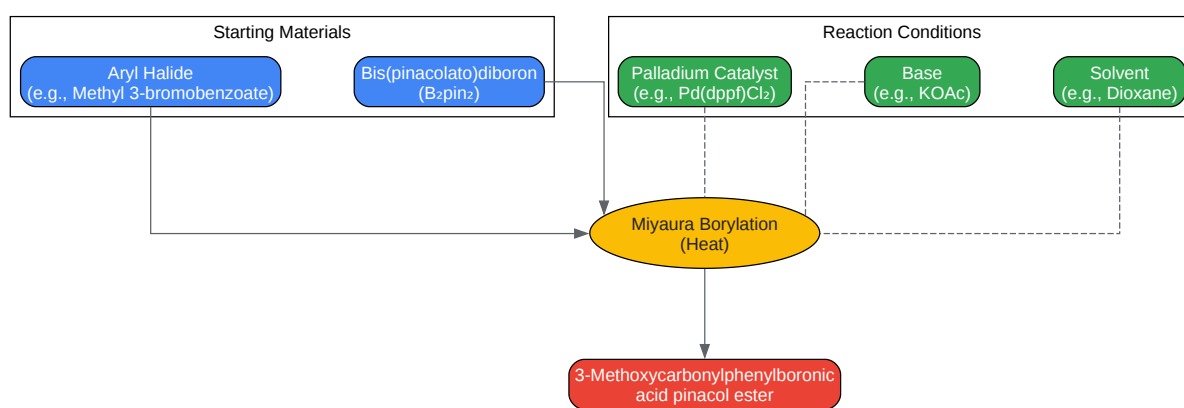 Starting Materials
Reaction Conditions
Aryl Halide
(e.g., Methyl 3-bromobenzoate)
Bis(pinacolato)diboron
(B₂pin₂)
Palladium Catalyst
(e.g., Pd(dppf)Cl₂)
Base
(e.g., KOAc)
Solvent
(e.g., Dioxane)
Miyaura Borylation
(Heat)
3-Methoxycarbonylphenylboronic
acid pinacol ester